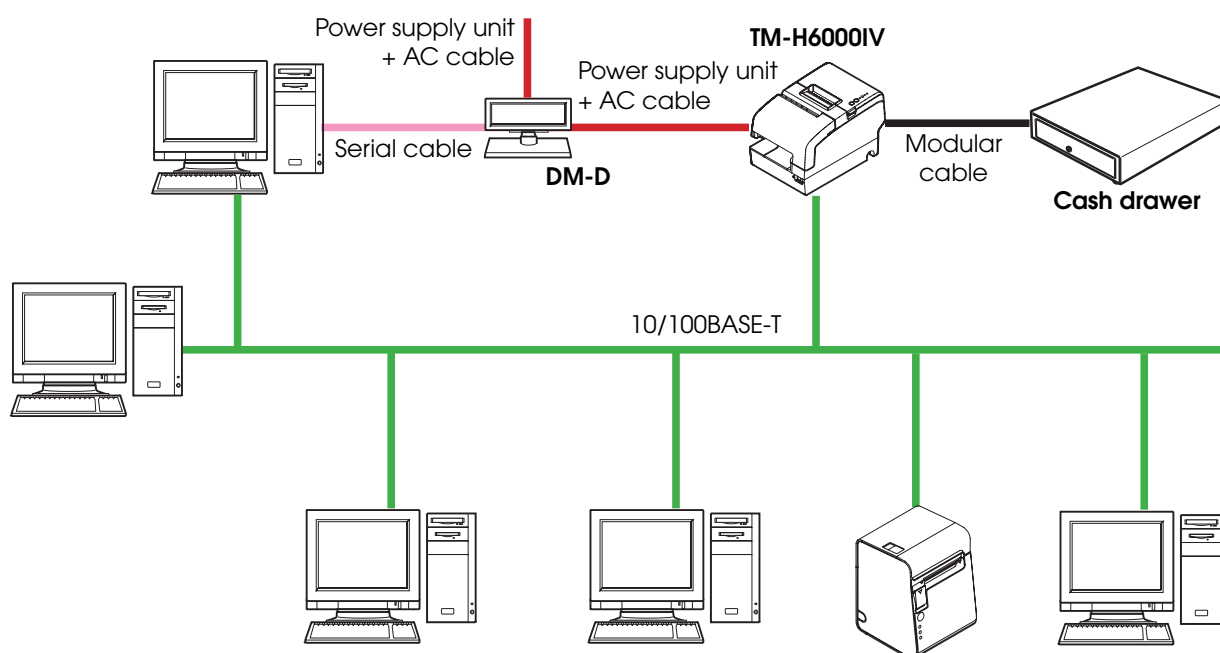 Power supply unit
+ AC cable
TM-H6000IV
Power supply unit
+ AC cable
Serial cable
DM-D
Modular
cable
Cash drawer
10/100BASE-T